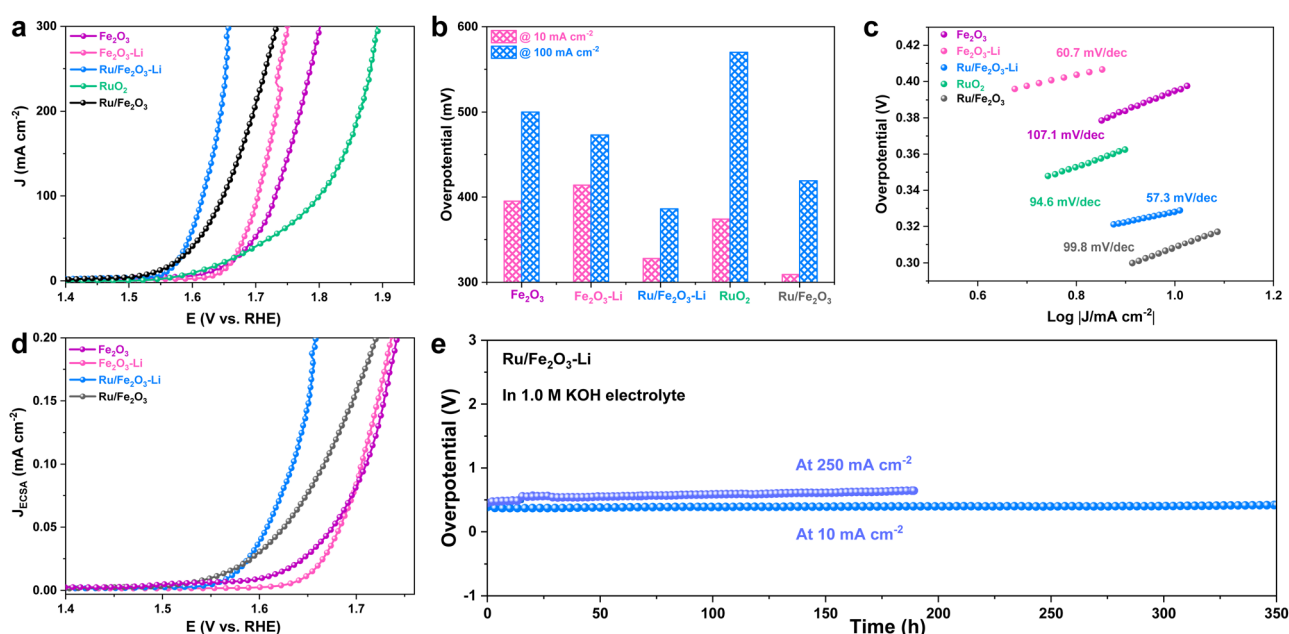 a
300
200
100
0
J (mA cm⁻²)
Fe₂O₃
Fe₂O₃-Li
Ru/Fe₂O₃-Li
RuO₂
Ru/Fe₂O₃
1.4 1.5 1.6 1.7 1.8 1.9
E (V vs. RHE)
b
600
500
400
300
Overpotential (mV)
@ 10 mA cm⁻²
@ 100 mA cm⁻²
Fe₂O₃ Fe₂O₃-Li Ru/Fe₂O₃-Li RuO₂ Ru/Fe₂O₃
c
0.42
0.40
0.38
0.36
0.34
0.32
0.30
Overpotential (V)
Fe₂O₃
Fe₂O₃-Li
Ru/Fe₂O₃-Li
RuO₂
Ru/Fe₂O₃
60.7 mV/dec
107.1 mV/dec
94.6 mV/dec
57.3 mV/dec
99.8 mV/dec
0.6 0.8 1.0 1.2
Log |J/mA cm⁻²|
d
0.20
0.15
0.10
0.05
0.00
J_ECSA (mA cm⁻²)
Fe₂O₃
Fe₂O₃-Li
Ru/Fe₂O₃-Li
Ru/Fe₂O₃
1.4 1.5 1.6 1.7
E (V vs. RHE)
e
3
2
1
0
-1
Overpotential (V)
Ru/Fe₂O₃-Li
In 1.0 M KOH electrolyte
At 250 mA cm⁻²
At 10 mA cm⁻²
0 50 100 150 200 250 300 350
Time (h)